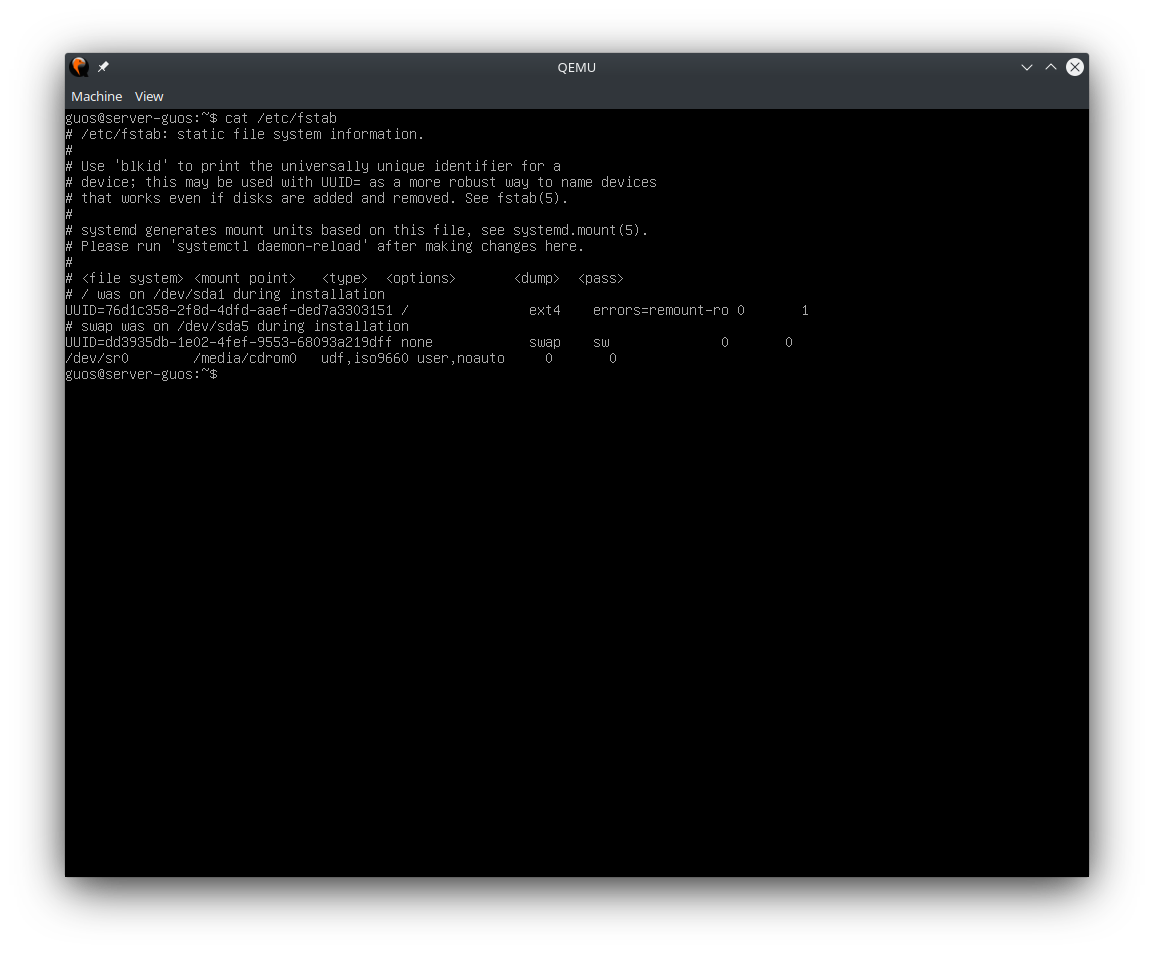 QEMU
Machine View
guos@server-guos:~$ cat /etc/fstab
# /etc/fstab: static file system information.
#
# Use 'blkid' to print the universally unique identifier for a
# device; this may be used with UUID= as a more robust way to name devices
# that works even if disks are added and removed. See fstab(5).
#
# systemd generates mount units based on this file, see systemd.mount(5).
# Please run 'systemctl daemon-reload' after making changes here.
#
# <file system> <mount point>   <type>  <options>       <dump>  <pass>
# / was on /dev/sda1 during installation
UUID=76d1c358-2f8d-4dfd-aaef-ded7a3303151 /               ext4    errors=remount-ro 0       1
# swap was on /dev/sda5 during installation
UUID=dd3935db-1e02-4fef-9553-68093a219dff none            swap    sw              0       0
/dev/sr0        /media/cdrom0   udf,iso9660 user,noauto     0       0
guos@server-guos:~$